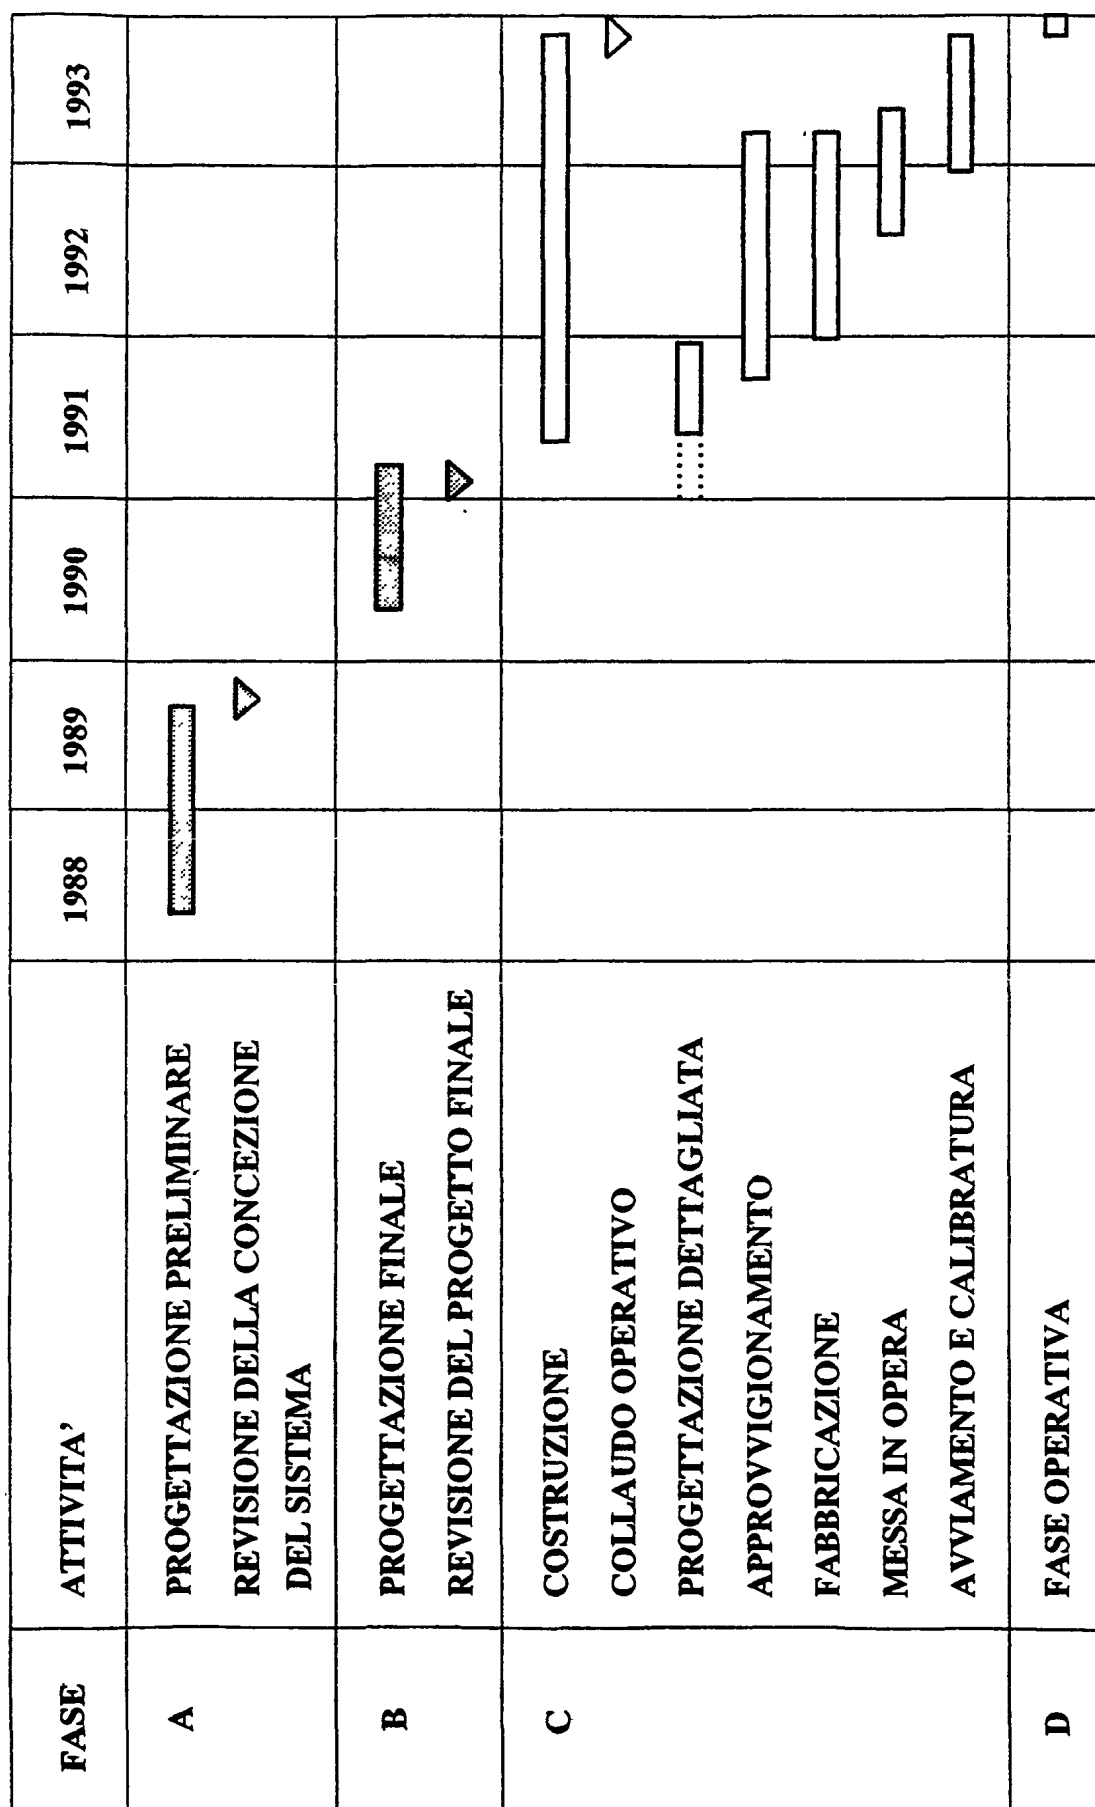 FASE ATTIVITA' 1988 1989 1990 1991 1992 1993
A PROGETTAZIONE PRELIMINARE
REVISIONE DELLA CONCEZIONE
DEL SISTEMA
B PROGETTAZIONE FINALE
REVISIONE DEL PROGETTO FINALE
C COSTRUZIONE
COLLAUDO OPERATIVO
PROGETTAZIONE DETTAGLIATA
APPROVVIGIONAMENTO
FABBRICAZIONE
MESSA IN OPERA
AVVIAMENTO E CALIBRATURA
D FASE OPERATIVA